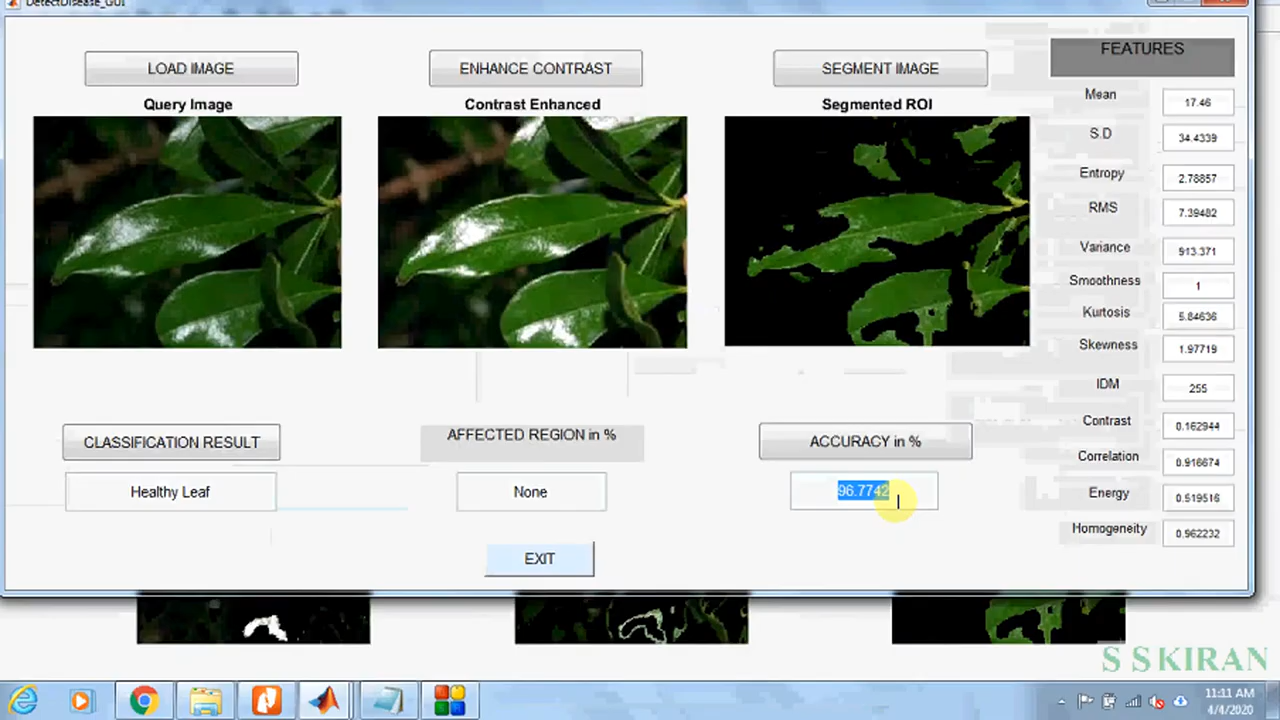 DetectDisease_GUI
LOAD IMAGE
ENHANCE CONTRAST
SEGMENT IMAGE
FEATURES
Query Image
Contrast Enhanced
Segmented ROI
Mean
17.46
S.D
34.4339
Entropy
2.78857
RMS
7.39482
Variance
913.371
Smoothness
1
Kurtosis
5.84636
Skewness
1.97719
IDM
255
Contrast
0.162944
Correlation
0.916674
Energy
0.519516
Homogeneity
0.962232
CLASSIFICATION RESULT
AFFECTED REGION in %
ACCURACY in %
Healthy Leaf
None
96.7742
EXIT
S S KIRAN
11:11 AM
4/4/2020